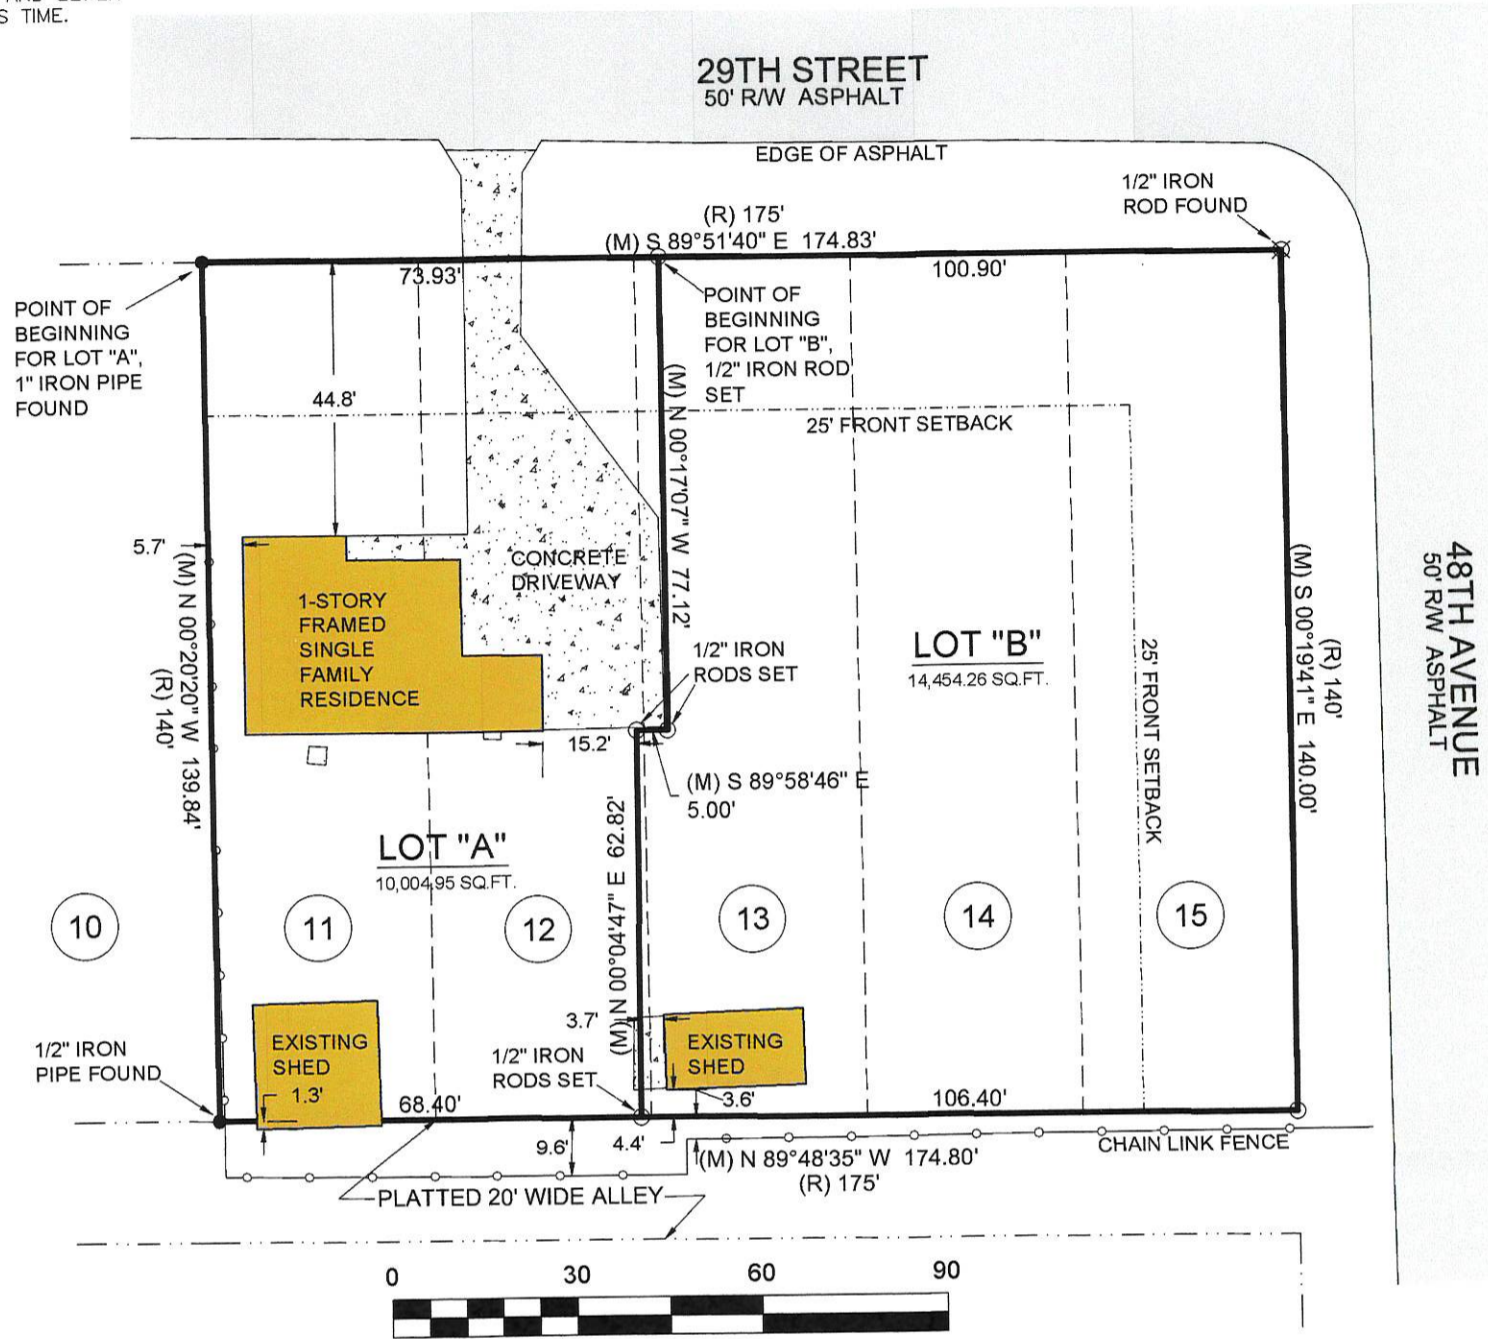 S TIME.
29TH STREET
50' R/W ASPHALT
EDGE OF ASPHALT
1/2" IRON
ROD FOUND
(R) 175'
(M) S 89°51'40" E 174.83'
73.93'
100.90'
POINT OF
BEGINNING
FOR LOT "A",
1" IRON PIPE
FOUND
POINT OF
BEGINNING
FOR LOT "B",
1/2" IRON ROD
SET
44.8'
25' FRONT SETBACK
(M) N 00°17'07" W 77.12'
5.7'
(M) N 00°20'20" W 139.84'
(R) 140'
CONCRETE
DRIVEWAY
1-STORY
FRAMED
SINGLE
FAMILY
RESIDENCE
1/2" IRON
RODS SET
LOT "B"
14,454.26 SQ.FT.
25' FRONT SETBACK
(R) 140'
(M) S 00°19'41" E 140.00'
48TH AVENUE
50' R/W ASPHALT
15.2'
(M) S 89°58'46" E
5.00'
(M) N 00°04'47" E 62.82'
LOT "A"
10,004.95 SQ.FT.
10
11
12
13
14
15
EXISTING
SHED
1.3'
3.7'
EXISTING
SHED
1/2" IRON
PIPE FOUND
1/2" IRON
RODS SET
68.40'
3.6'
106.40'
9.6'
4.4'
CHAIN LINK FENCE
(M) N 89°48'35" W 174.80'
(R) 175'
PLATTED 20' WIDE ALLEY
0 30 60 90